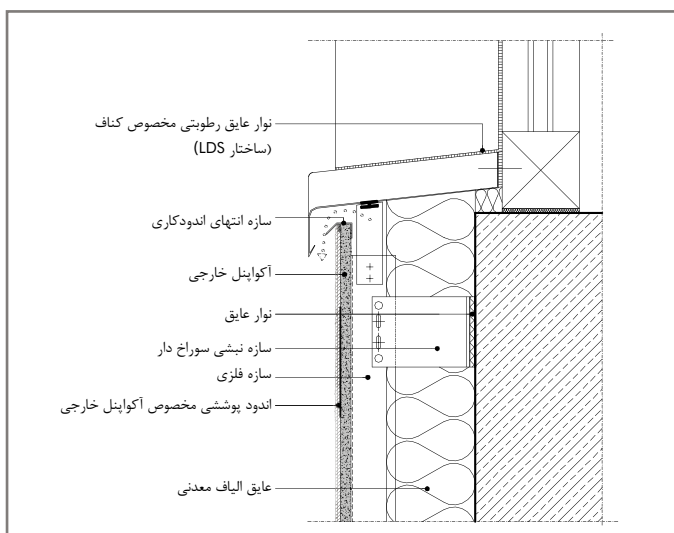 نوار عایق رطوبتی مخصوص کناف
(ساختار LDS)
سازه انتهای اندودکاری
آکواپنل خارجی
نوار عایق
سازه نبشی سوراخ دار
سازه فلزی
اندود پوششی مخصوص آکواپنل خارجی
عایق الیاف معدنی